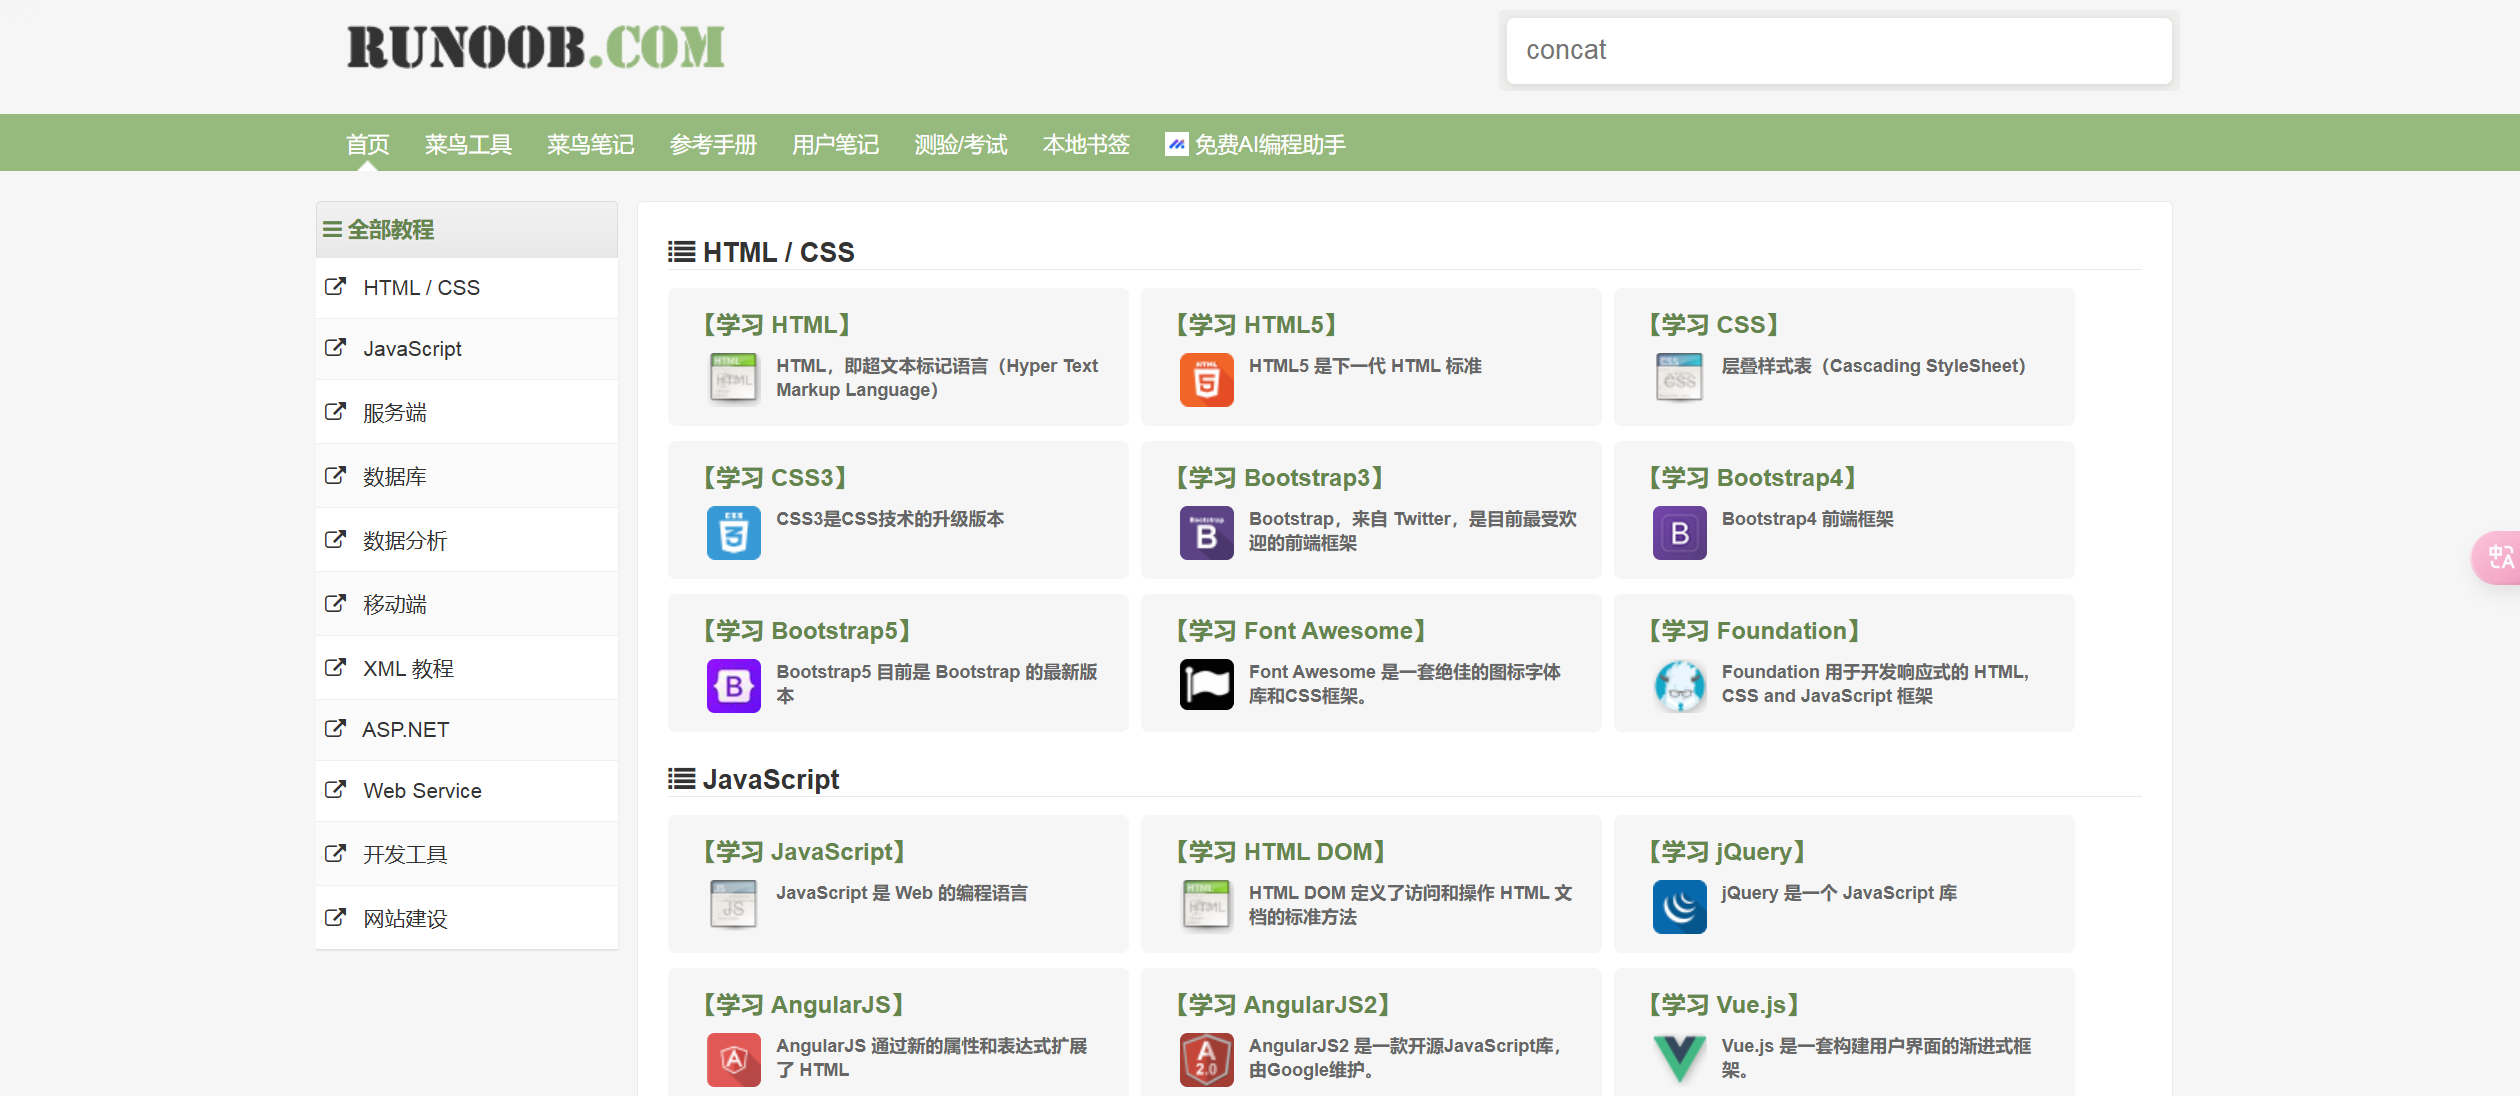 RUNOOB.COM
concat
首页 菜鸟工具 菜鸟笔记 参考手册 用户笔记 测验/考试 本地书签 免费AI编程助手
全部教程
HTML / CSS
JavaScript
服务端
数据库
数据分析
移动端
XML 教程
ASP.NET
Web Service
开发工具
网站建设
HTML / CSS
【学习 HTML】
HTML，即超文本标记语言（Hyper Text
Markup Language）
【学习 HTML5】
HTML5 是下一代 HTML 标准
【学习 CSS】
层叠样式表（Cascading StyleSheet）
【学习 CSS3】
CSS3是CSS技术的升级版本
【学习 Bootstrap3】
Bootstrap，来自 Twitter，是目前最受欢
迎的前端框架
【学习 Bootstrap4】
Bootstrap4 前端框架
【学习 Bootstrap5】
Bootstrap5 目前是 Bootstrap 的最新版
本
【学习 Font Awesome】
Font Awesome 是一套绝佳的图标字体
库和CSS框架。
【学习 Foundation】
Foundation 用于开发响应式的 HTML,
CSS and JavaScript 框架
JavaScript
【学习 JavaScript】
JavaScript 是 Web 的编程语言
【学习 HTML DOM】
HTML DOM 定义了访问和操作 HTML 文
档的标准方法
【学习 jQuery】
jQuery 是一个 JavaScript 库
【学习 AngularJS】
AngularJS 通过新的属性和表达式扩展
了 HTML
【学习 AngularJS2】
AngularJS2 是一款开源JavaScript库，
由Google维护。
【学习 Vue.js】
Vue.js 是一套构建用户界面的渐进式框
架。